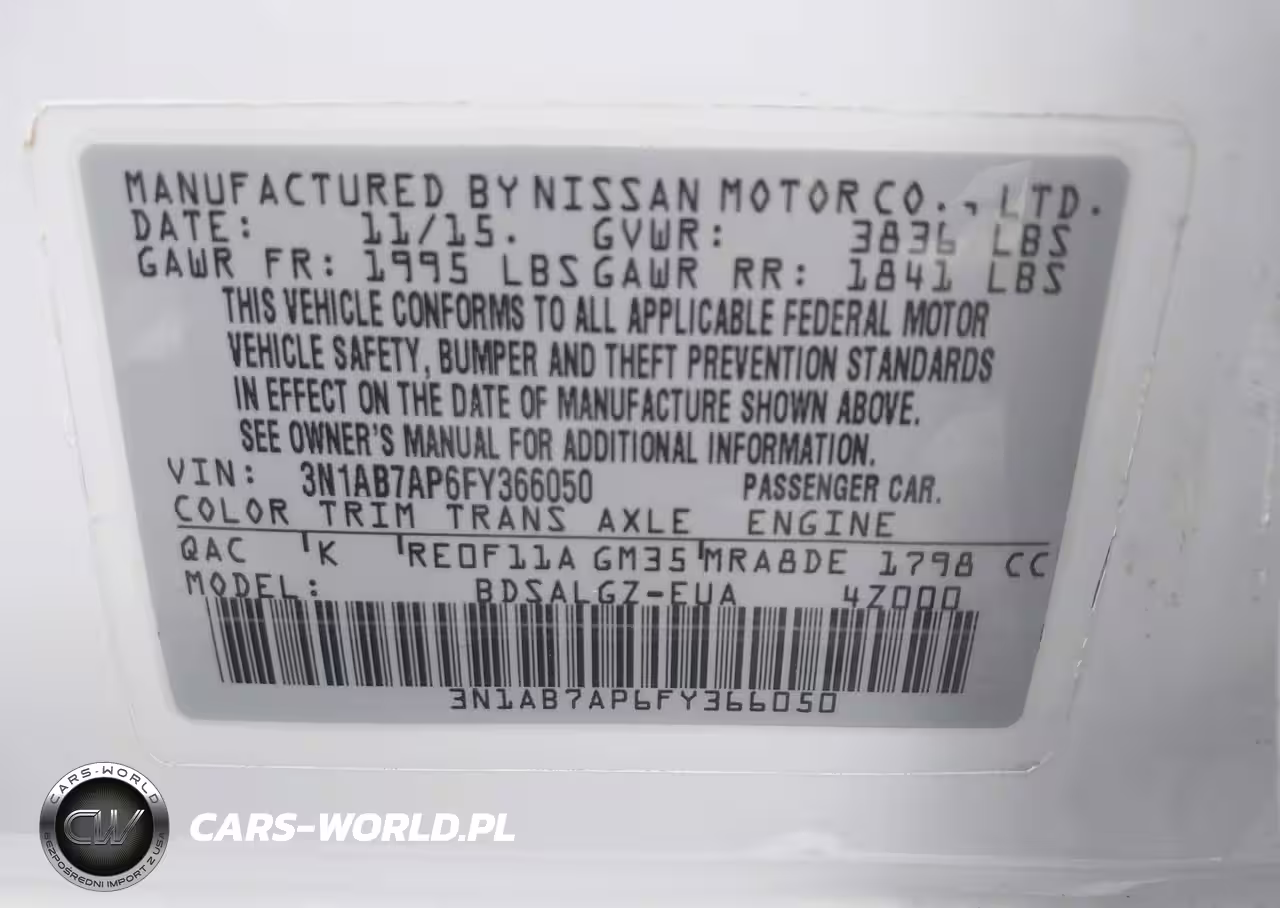 MANUFACTURED BY NISSAN MOTOR CO., LTD.
DATE: 11/15. GVWR: 3836 LBS
GAWR FR: 1995 LBS GAWR RR: 1841 LBS
THIS VEHICLE CONFORMS TO ALL APPLICABLE FEDERAL MOTOR
VEHICLE SAFETY, BUMPER AND THEFT PREVENTION STANDARDS
IN EFFECT ON THE DATE OF MANUFACTURE SHOWN ABOVE.
SEE OWNER'S MANUAL FOR ADDITIONAL INFORMATION.
VIN: 3N1AB7AP6FY366050 PASSENGER CAR.
COLOR TRIM TRANS AXLE ENGINE
QAC K RE0F11A GM35 MRA8DE 1798 CC
MODEL: BDSALGZ-EUA 4Z000
3N1AB7AP6FY366050
CARS-WORLD
CW
BEZPOŚREDNI IMPORT Z USA
CARS-WORLD.PL